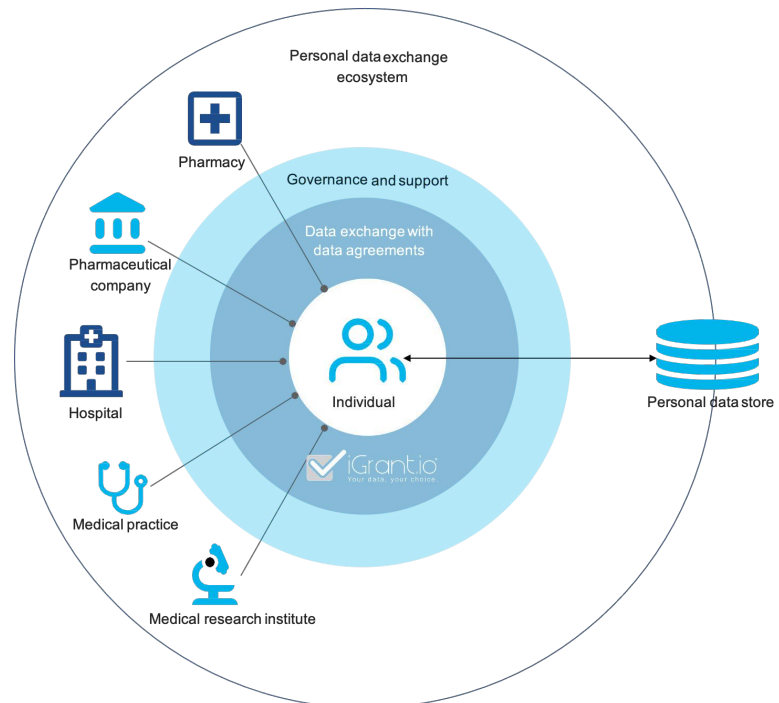 Personal data exchange
ecosystem
Pharmacy
Governance and support
Data exchange with
data agreements
Pharmaceutical
company
Individual
Hospital
Personal data store
iGrant.io
Your data, your choice.
Medical practice
Medical research institute